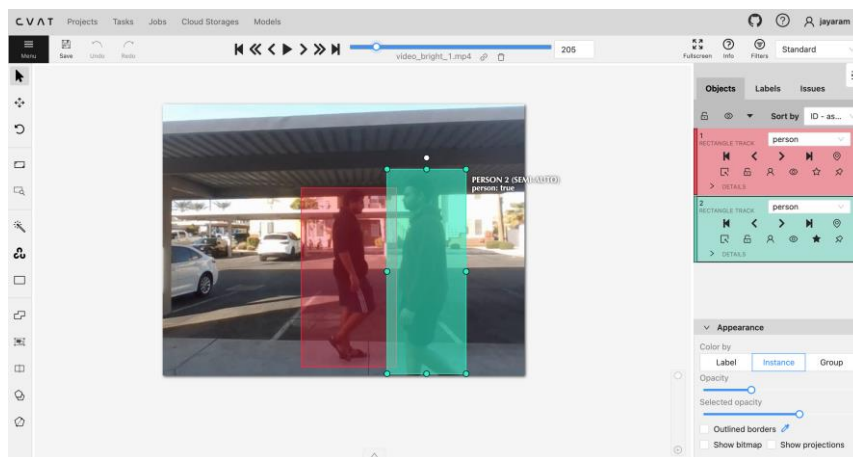 CVAT Projects Tasks Jobs Cloud Storages Models jayaram
Menu Save Undo Redo video_bright_1.mp4 205 Fullscreen Info Filters Standard
Objects Labels Issues
Sort by ID - as...
1 person
RECTANGLE TRACK
DETAILS
2 person
RECTANGLE TRACK
DETAILS
PERSON 2 (SEMI-AUTO)
person: true
Appearance
Color by
Label Instance Group
Opacity
Selected opacity
Outlined borders
Show bitmap Show projections